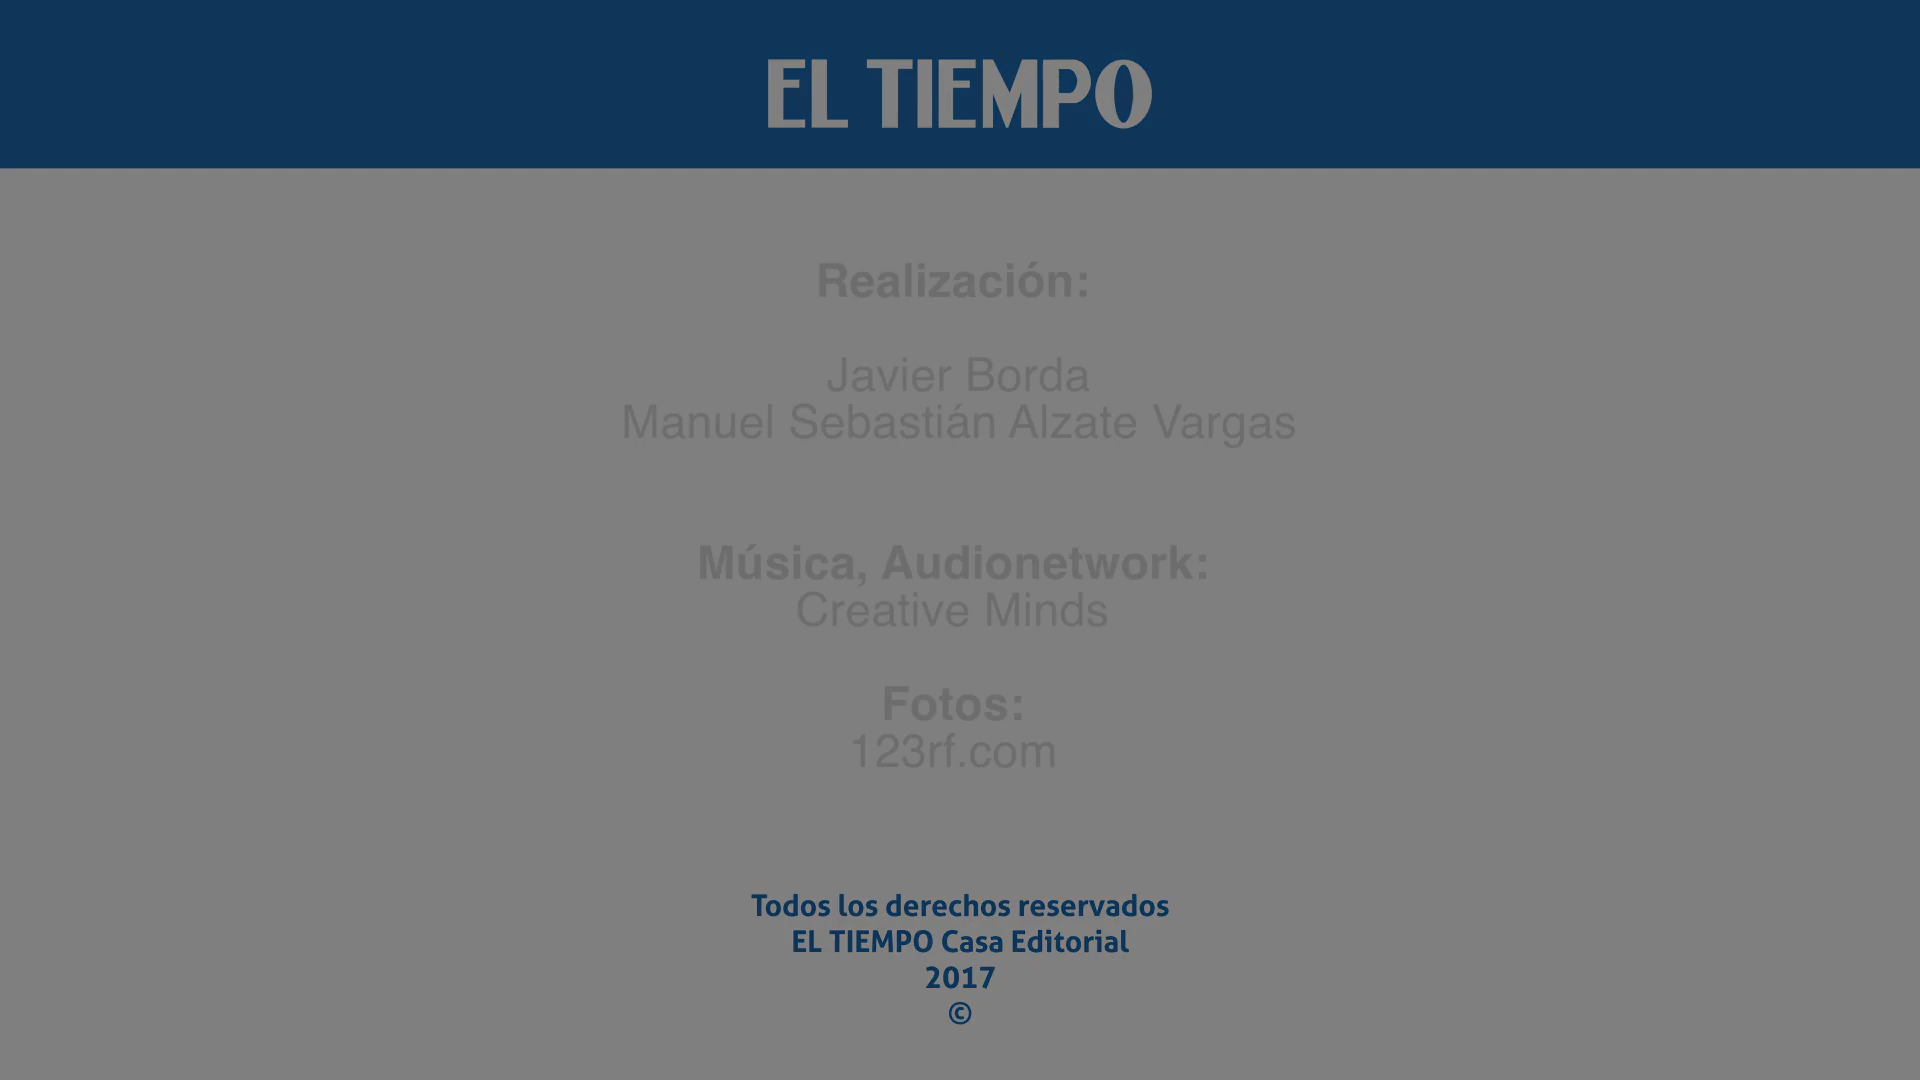 EL TIEMPO
Realización:
Javier Borda
Manuel Sebastián Alzate Vargas
Música, Audionetwork:
Creative Minds
Fotos:
123rf.com
Todos los derechos reservados
EL TIEMPO Casa Editorial
2017
©